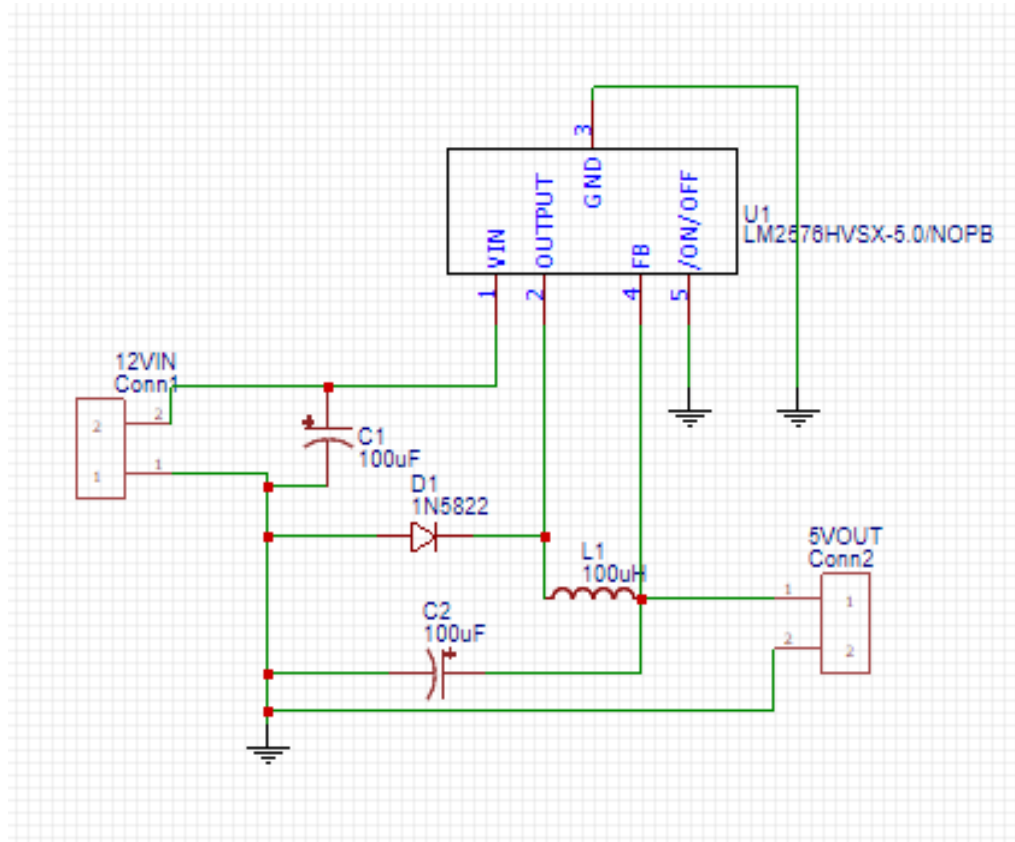 3
GND
VIN
OUTPUT
FB
/ON/OFF
1
2
4
5
U1
LM2576HVSX-5.0/NOPB
12VIN
Conn1
2
2
1
1
C1
100uF
D1
1N5822
L1
100uH
5VOUT
Conn2
1
1
2
2
C2
100uF